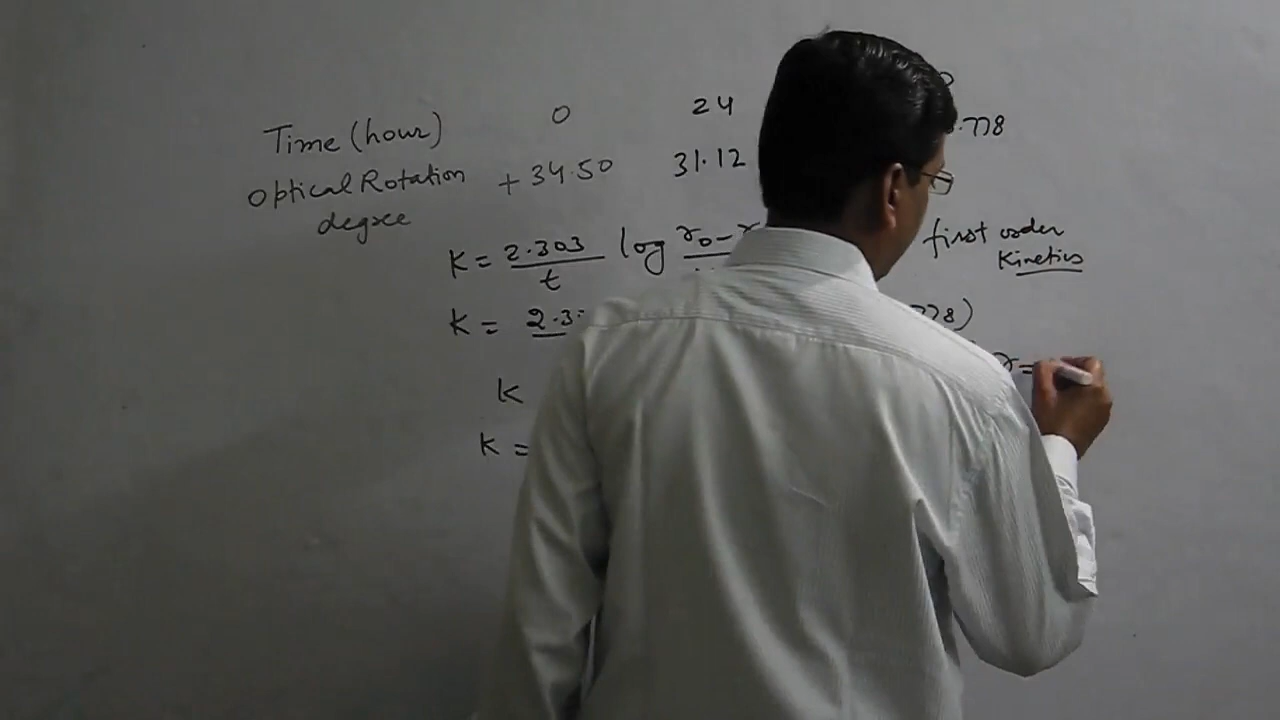 Time (hour) 0 24
Optical Rotation + 34.50 31.12 .778
degree
K = 2.303 log r₀ - r first order
t Kinetics
K = 2.3 778)
r =
K
K =